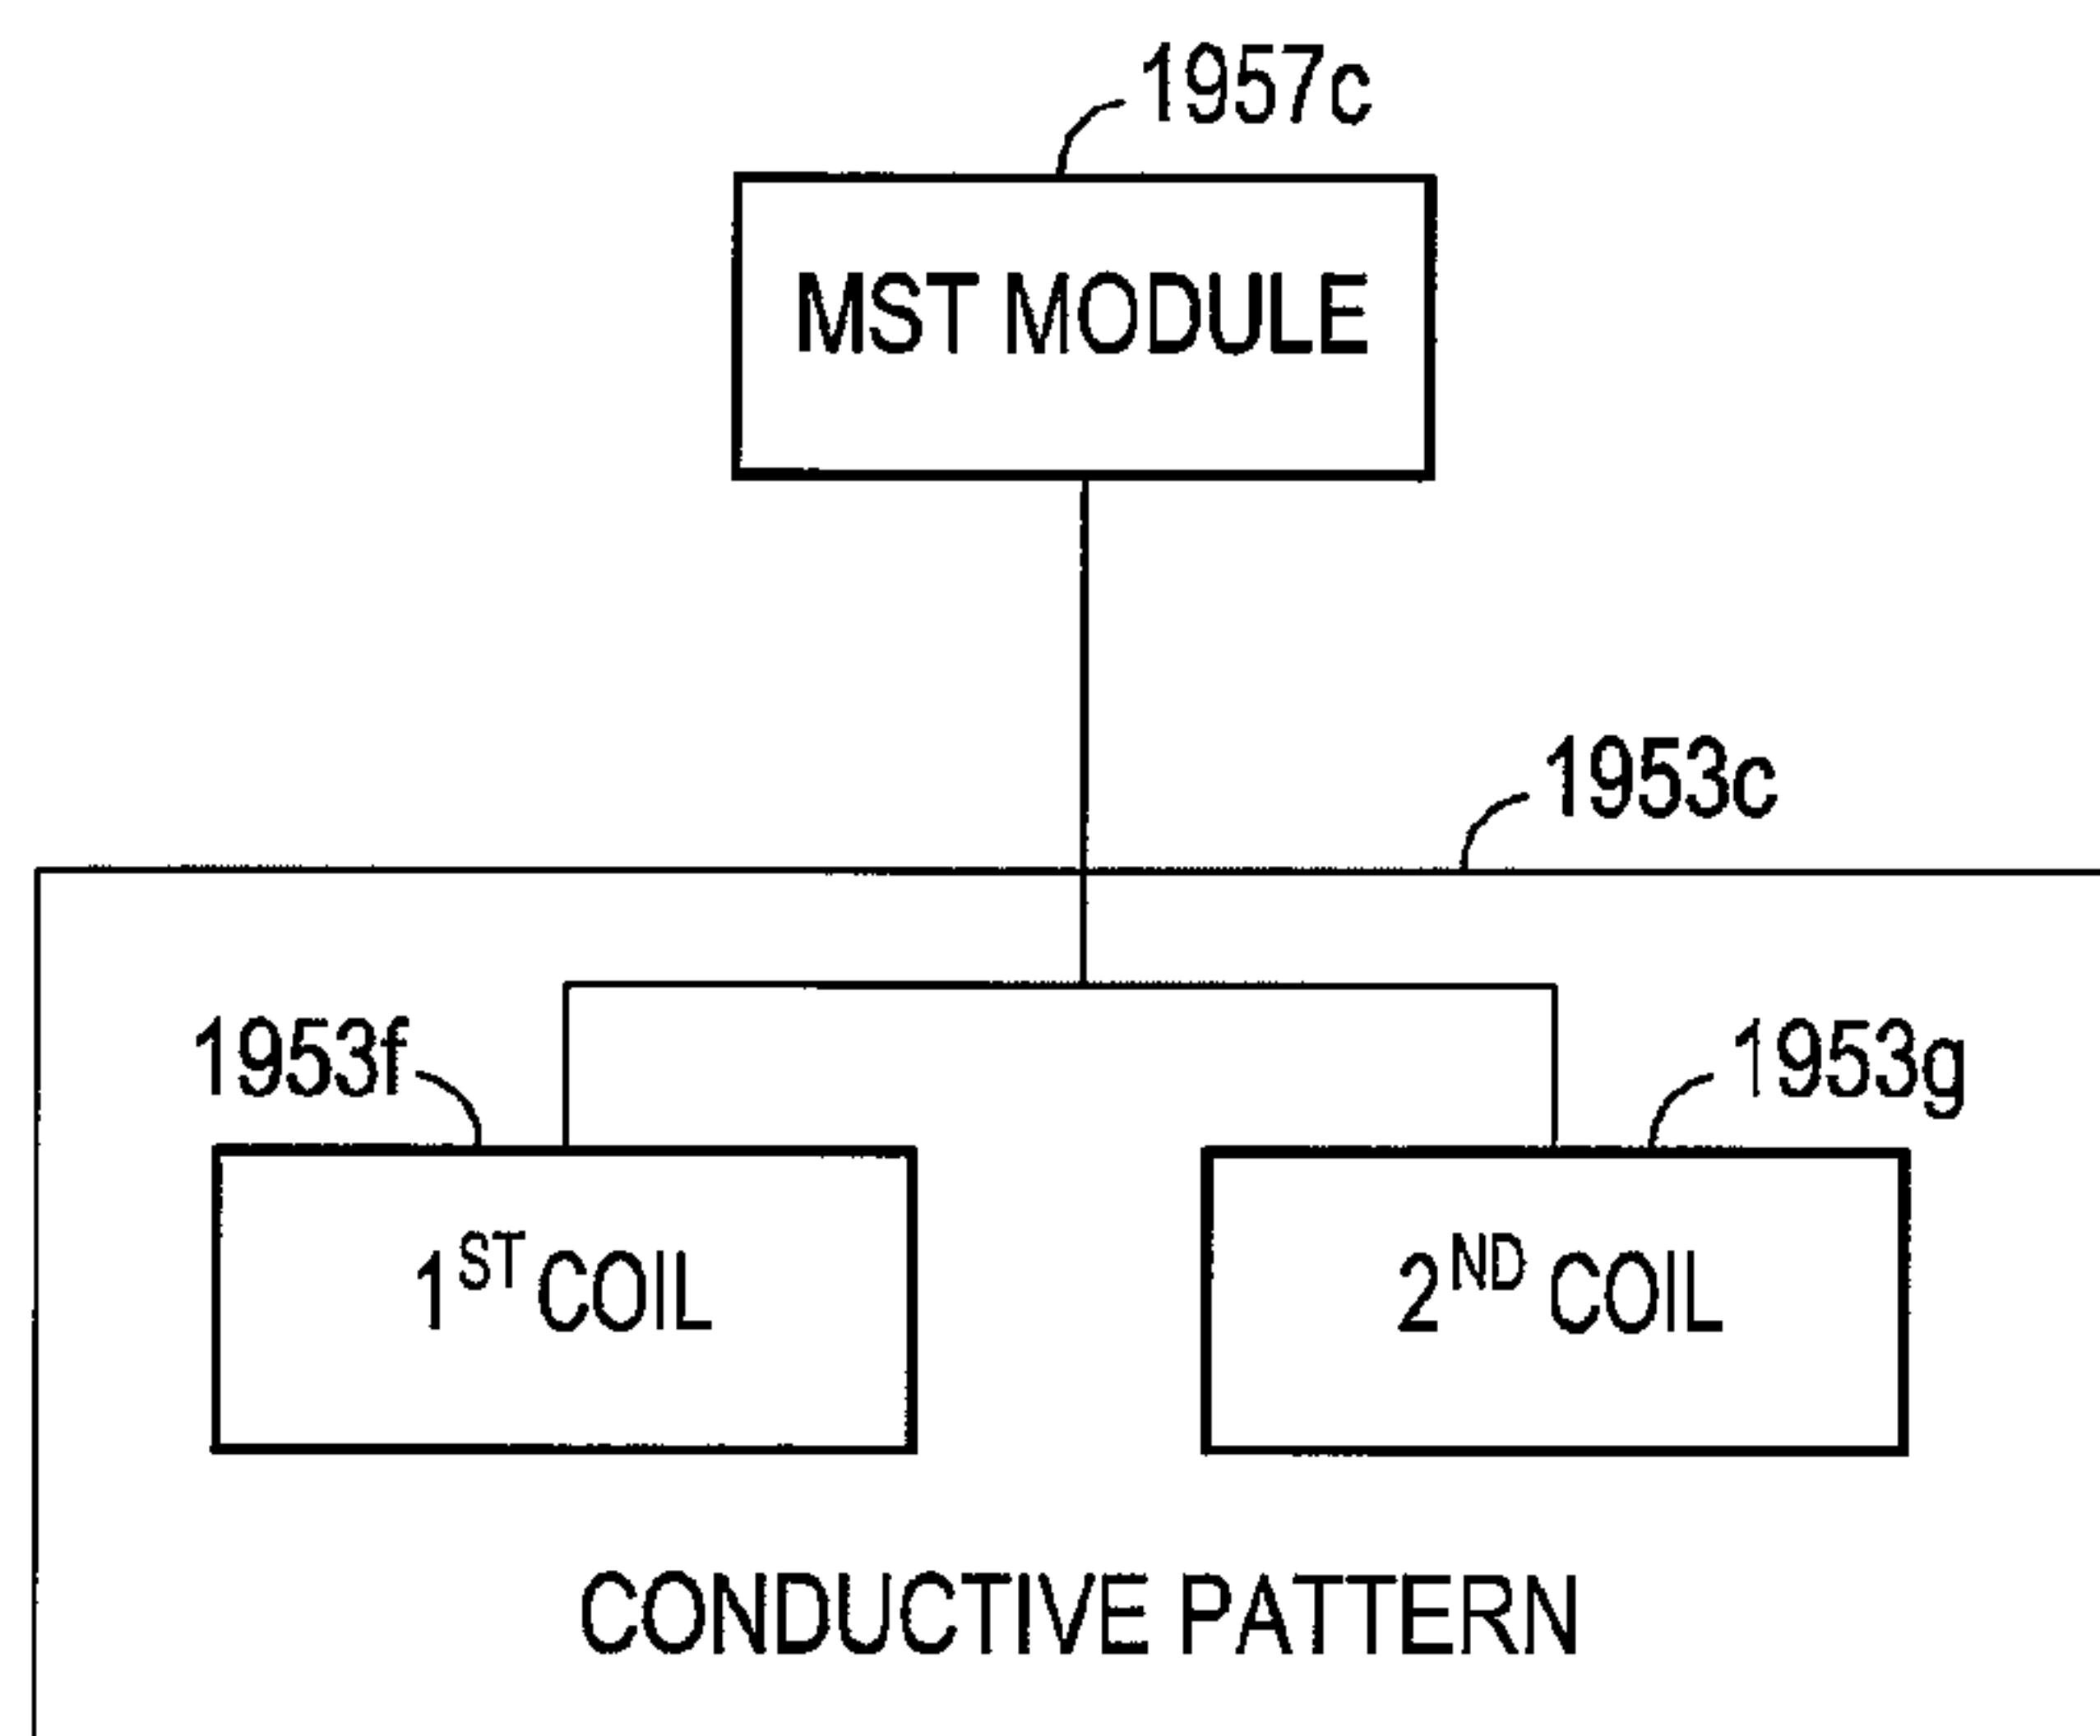 1957c
MST MODULE
1953c
1953f
1953g
1ST COIL
2ND COIL
CONDUCTIVE PATTERN